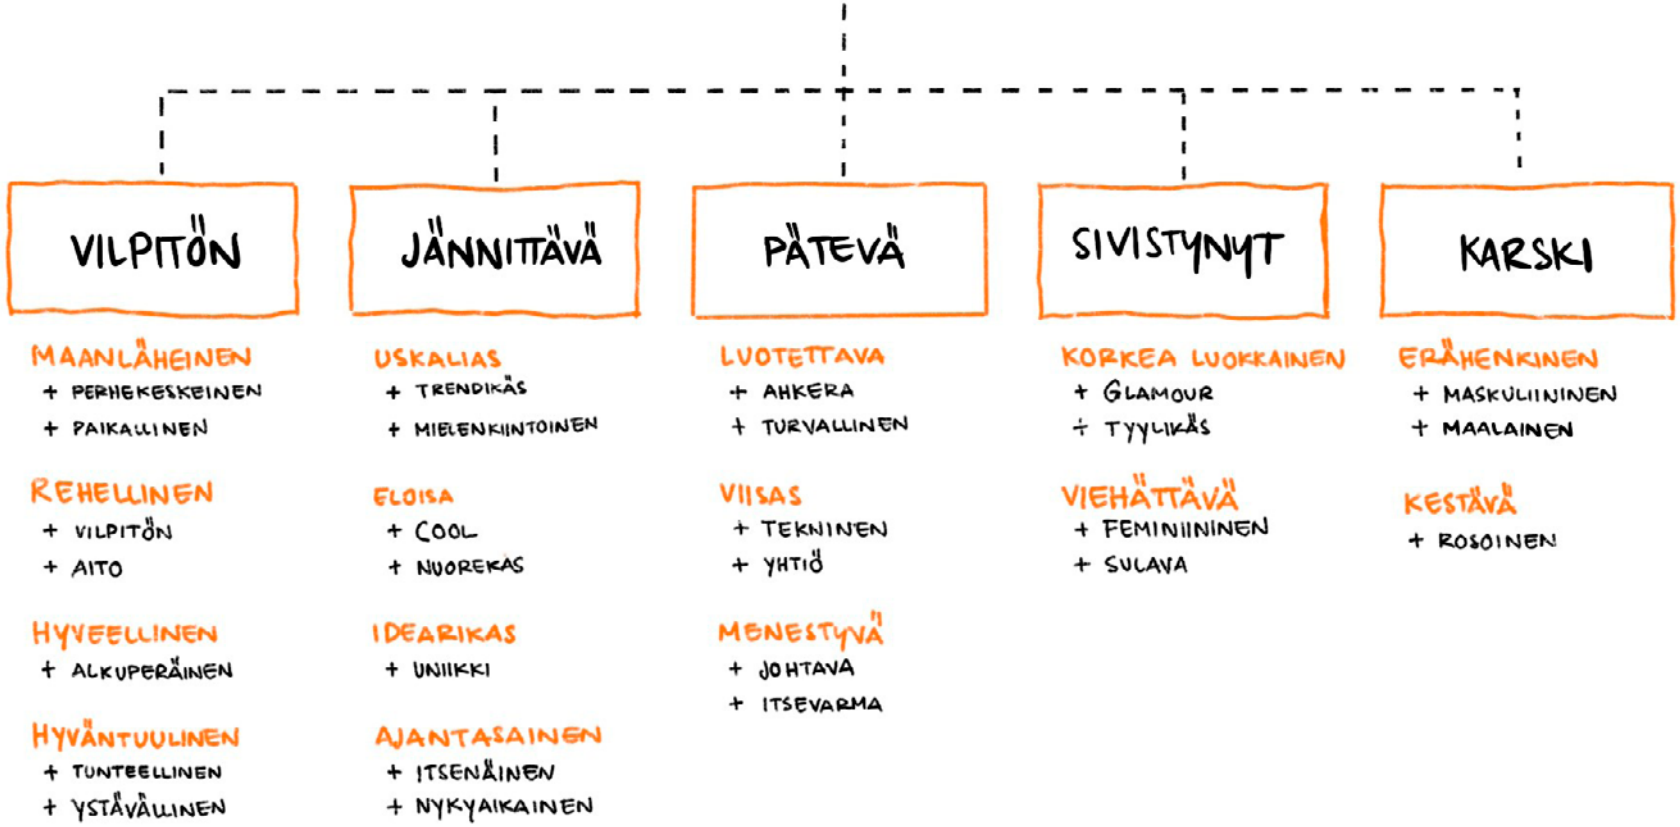 VILPITÖN
MAANLÄHEINEN
+ PERHEKESKEINEN
+ PAIKALLINEN
REHELLINEN
+ VILPITÖN
+ AITO
HYVEELLINEN
+ ALKUPERÄINEN
HYVÄNTUULINEN
+ TUNTEELLINEN
+ YSTÄVÄLLINEN
JÄNNITTÄVÄ
USKALIAS
+ TRENDIKÄS
+ MIELENKIINTOINEN
ELOISA
+ COOL
+ NUOREKAS
IDEARIKAS
+ UNIIKKI
AJANTASAINEN
+ ITSENÄINEN
+ NYKYAIKAINEN
PÄTEVÄ
LUOTETTAVA
+ AHKERA
+ TURVALLINEN
VIISAS
+ TEKNINEN
+ YHTIÖ
MENESTYVÄ
+ JOHTAVA
+ ITSEVARMA
SIVISTYNYT
KORKEA LUOKKAINEN
+ GLAMOUR
+ TYYLIKÄS
VIEHÄTTÄVÄ
+ FEMINIININEN
+ SULAVA
KARSKI
ERÄHENKINEN
+ MASKULIININEN
+ MAALAINEN
KESTÄVÄ
+ ROSOINEN